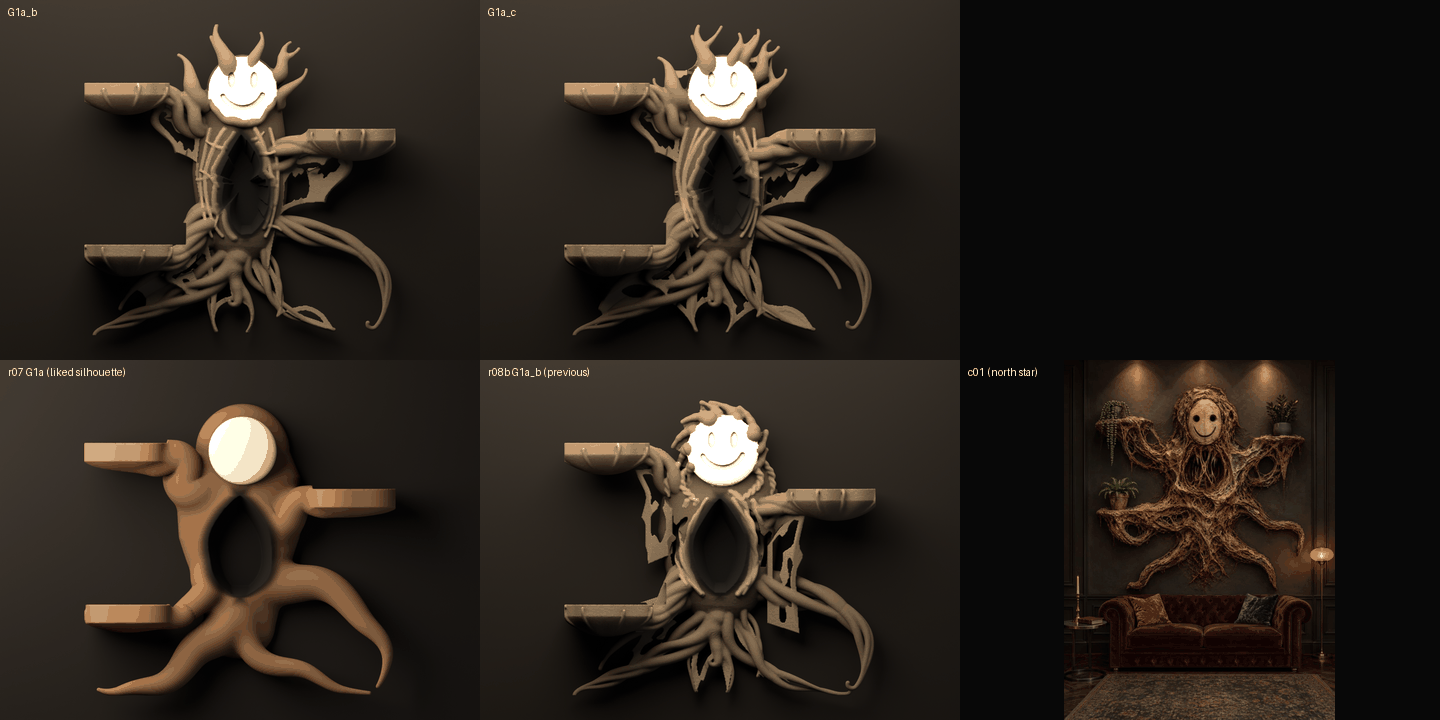 G1a_b
G1a_c
r07 G1a (liked silhouette)
r08b G1a_b (previous)
c01 (north star)